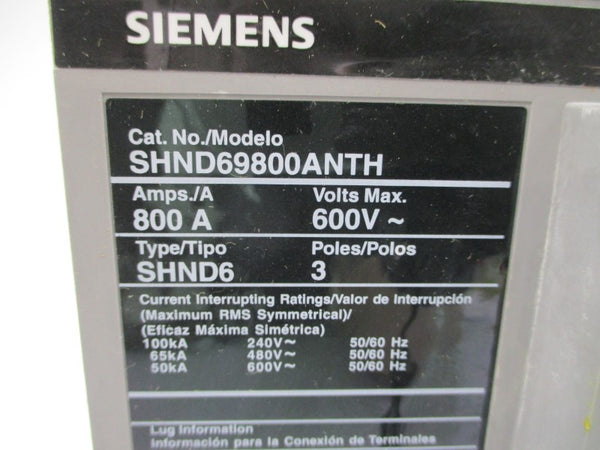 SIEMENS
Cat. No./Modelo
SHND69800ANTH
Amps./A Volts Max.
800 A 600V ~
Type/Tipo Poles/Polos
SHND6 3
Current Interrupting Ratings/Valor de Interrupción
(Maximum RMS Symmetrical)/
(Eficaz Máxima Simétrica)
100kA 240V~ 50/60 Hz
65kA 480V~ 50/60 Hz
50kA 600V~ 50/60 Hz
Lug Information
Información para la Conexión de Terminales